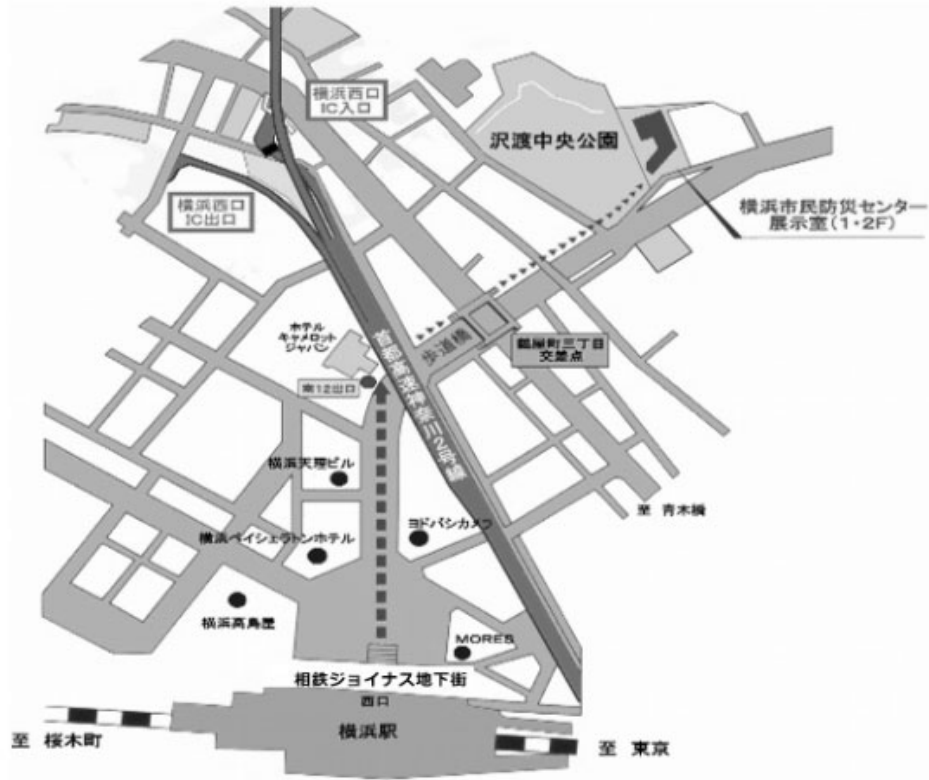 横浜西口
IC入口
沢渡中央公園
横浜西口
IC出口
横浜市民防災センター
展示室(1・2F)
ホテル
キャメロット
ジャパン
首都高速神奈川2号線
歩道橋
鶴屋町三丁目
交差点
南12出口
横浜天理ビル
至 青木橋
ヨドバシカメラ
横浜ベイシェラトンホテル
横浜高島屋
MORES
相鉄ジョイナス地下街
西口
横浜駅
至 桜木町
至 東京